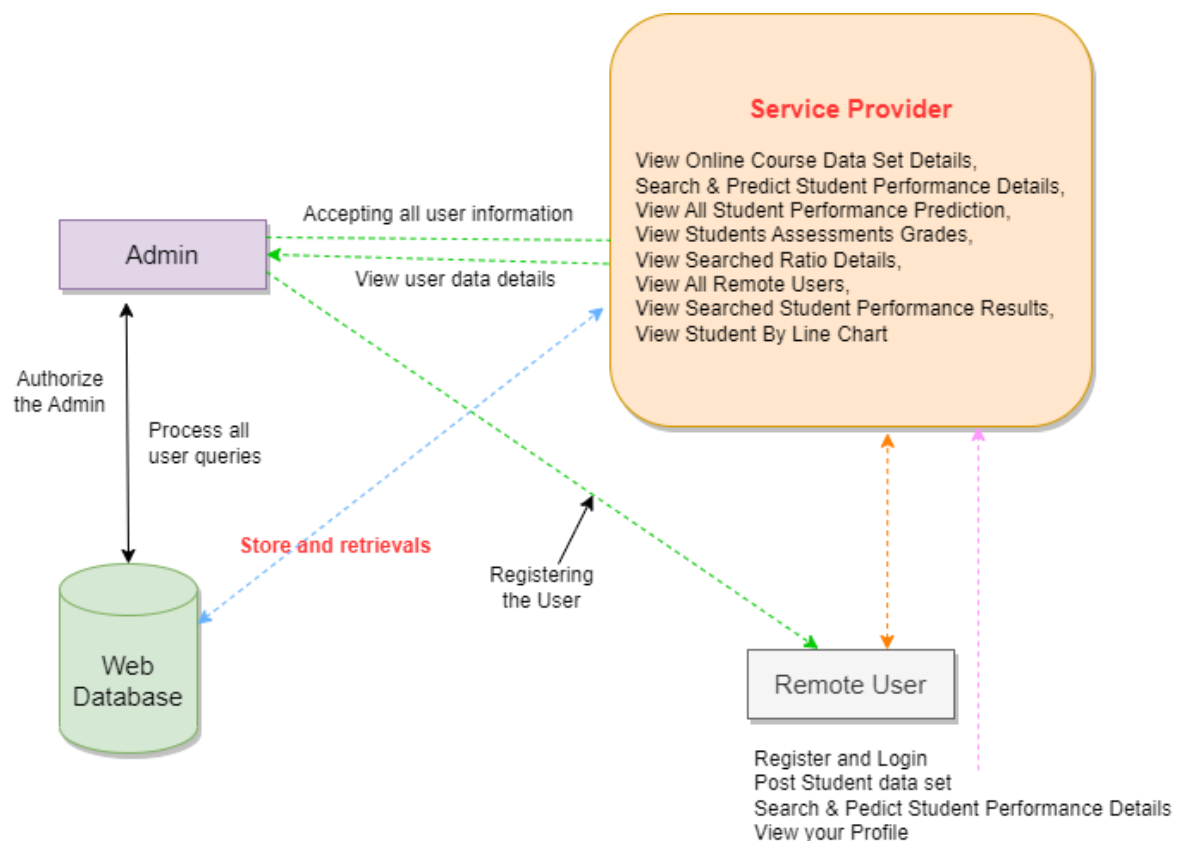 Service Provider
View Online Course Data Set Details,
Search & Predict Student Performance Details,
View All Student Performance Prediction,
View Students Assessments Grades,
View Searched Ratio Details,
View All Remote Users,
View Searched Student Performance Results,
View Student By Line Chart
Accepting all user information
Admin
View user data details
Authorize
the Admin
Process all
user queries
Store and retrievals
Registering
the User
Web
Database
Remote User
Register and Login
Post Student data set
Search & Pedict Student Performance Details
View your Profile